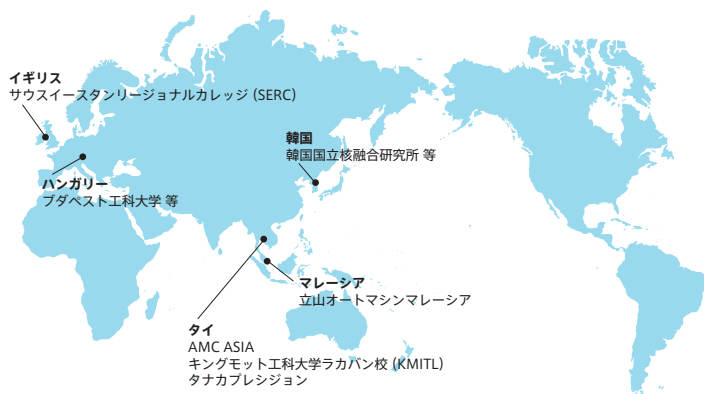 イギリス
サウスイースタンリージョナルカレッジ (SERC)
韓国
韓国国立核融合研究所 等
ハンガリー
ブダペスト工科大学 等
マレーシア
立山オートマシンマレーシア
タイ
AMC ASIA
キングモット工科大学ラカバン校 (KMITL)
タナカプレシジョン